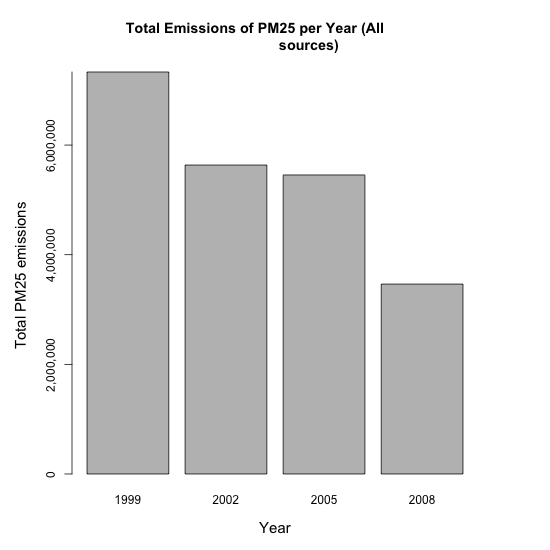 Total Emissions of PM25 per Year (All
sources)
Total PM25 emissions
6,000,000
4,000,000
2,000,000
0
1999 2002 2005 2008
Year